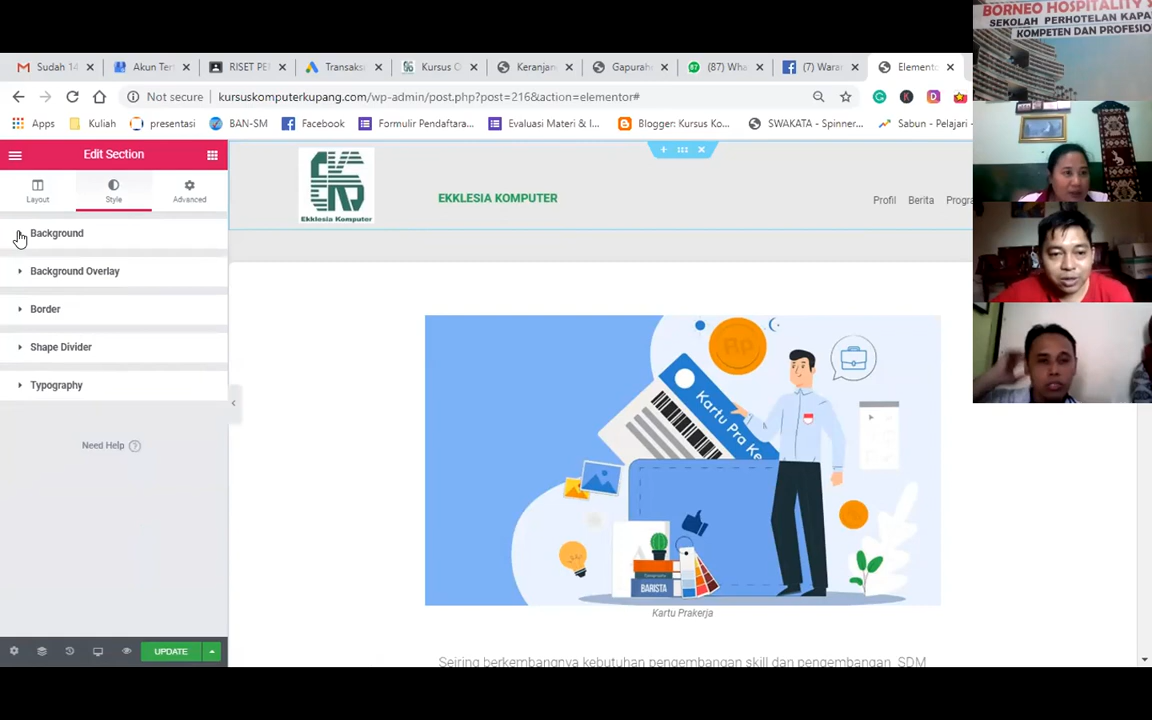 BORNEO HOSPITALITY S
SEKOLAH PERHOTELAN KAPA
KOMPETEN DAN PROFESIO
Sudah 14
Akun Ter
RISET PE
Transaks
Kursus O
Keranjan
Gapurah
(87) Wha
(7) Waran
Elemento
Not secure
kursuskomputerkupang.com/wp-admin/post.php?post=216&action=elementor#
Apps
Kuliah
presentasi
BAN-SM
Facebook
Formulir Pendaftara...
Evaluasi Materi & I...
Blogger: Kursus Ko...
SWAKATA - Spinner...
Sabun - Pelajari -
Edit Section
Layout
Style
Advanced
Background
Background Overlay
Border
Shape Divider
Typography
Need Help
UPDATE
Ekklesia Komputer
EKKLESIA KOMPUTER
Profil
Berita
Progra
Rp
Kartu Pra Ke
BARISTA
Kartu Prakerja
Seiring berkembangnya kebutuhan pengembangan skill dan pengembangan SDM